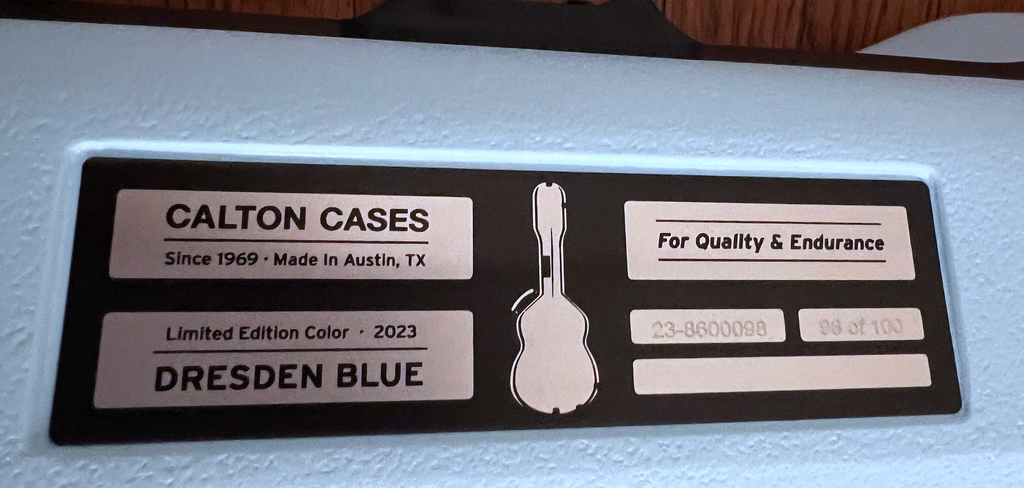 CALTON CASES
Since 1969 · Made In Austin, TX
Limited Edition Color · 2023
DRESDEN BLUE
For Quality & Endurance
23-8600098
98 of 100